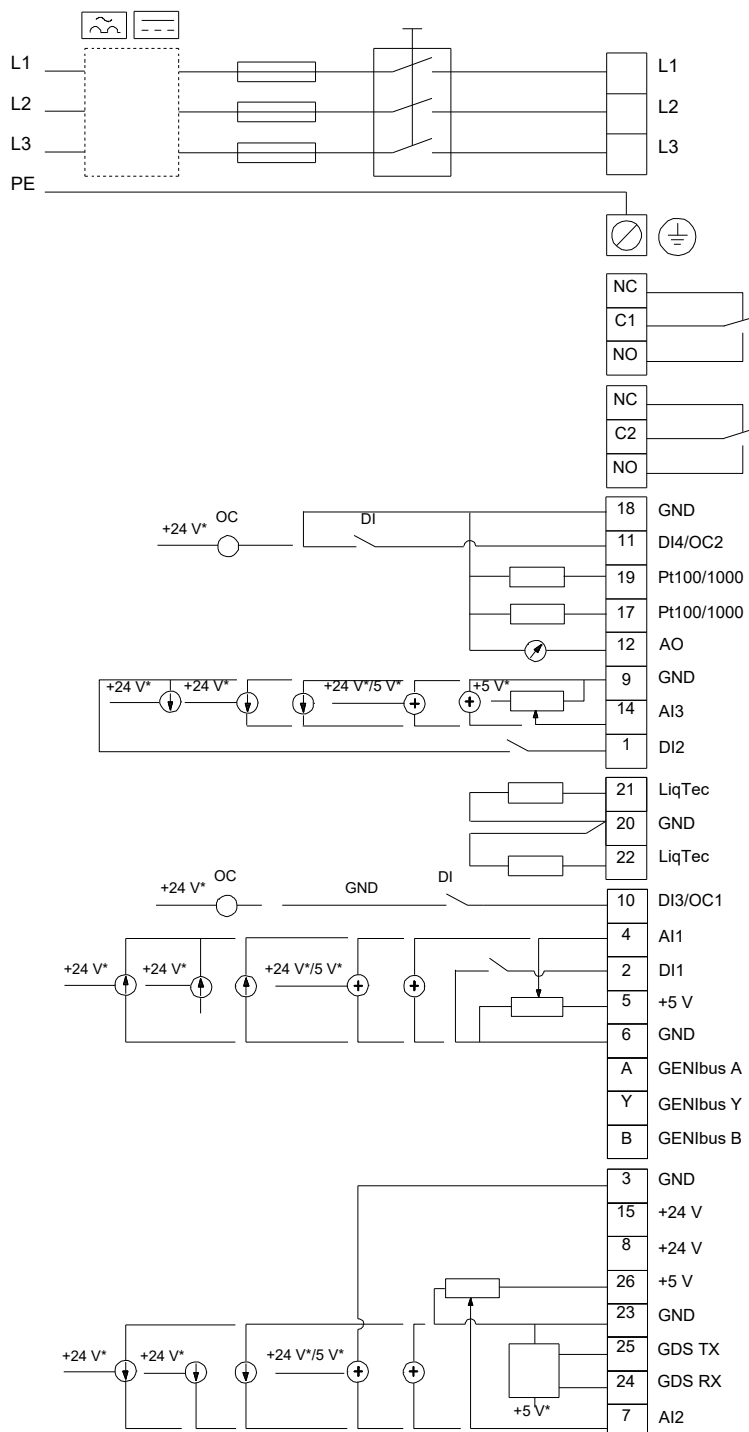 L1 L1
L2 L2
L3 L3
PE
NC
C1
NO
NC
C2
NO
18 GND
+24 V* OC DI 11 DI4/OC2
19 Pt100/1000
17 Pt100/1000
12 AO
9 GND
+24 V* +24 V* +24 V*/5 V* +5 V*
14 AI3
1 DI2
21 LiqTec
20 GND
22 LiqTec
+24 V* OC GND DI 10 DI3/OC1
4 AI1
+24 V* +24 V* +24 V*/5 V* 2 DI1
5 +5 V
6 GND
A GENIbus A
Y GENIbus Y
B GENIbus B
3 GND
15 +24 V
8 +24 V
26 +5 V
23 GND
+24 V* +24 V* +24 V*/5 V* 25 GDS TX
24 GDS RX
+5 V*
7 AI2